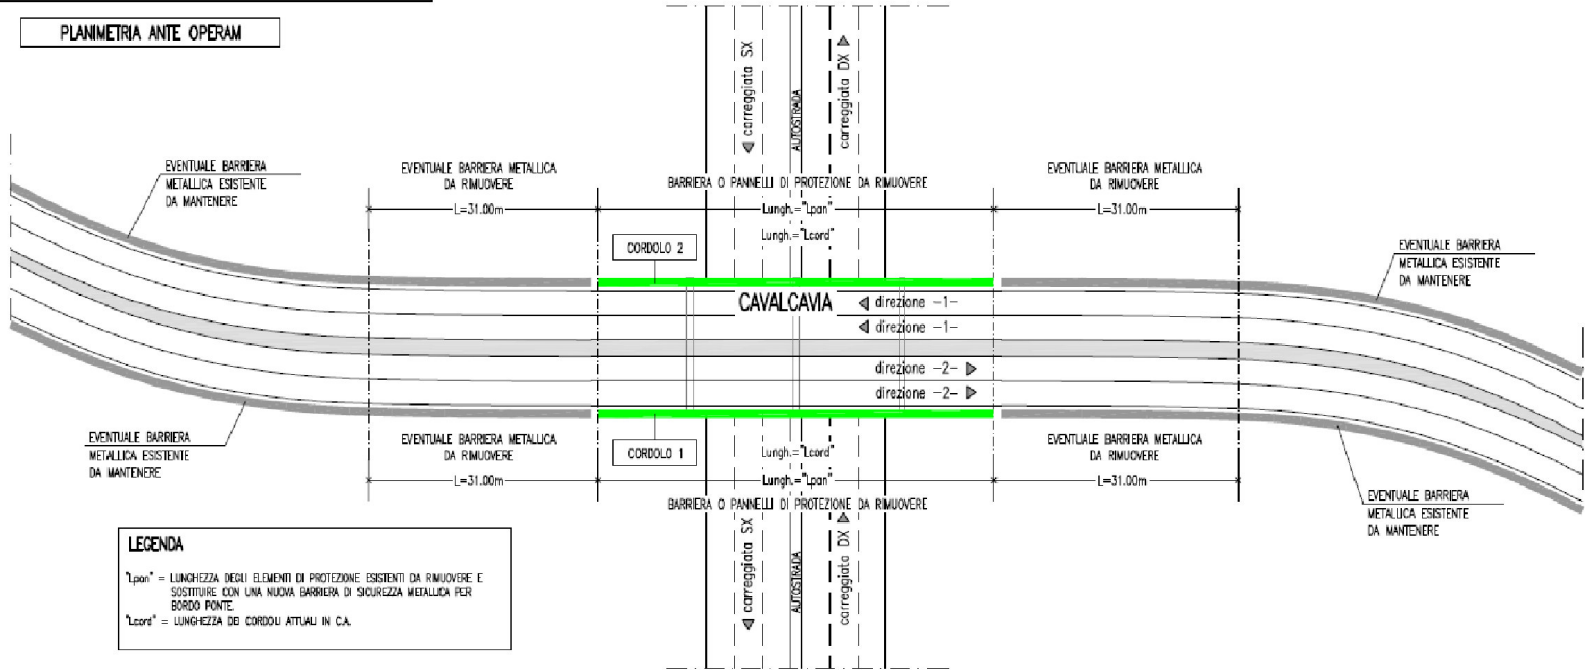 PLANIMETRIA ANTE OPERAM
carreggiata SX
AUTOSTRADA
carreggiata DX
EVENTUALE BARRIERA
METALLICA ESISTENTE
DA MANTENERE
EVENTUALE BARRIERA METALLICA
DA RIMUOVERE
L=31.00m
BARRIERA O PANNELLI DI PROTEZIONE DA RIMUOVERE
Lungh.="Lpan"
Lungh.="Lcord"
EVENTUALE BARRIERA METALLICA
DA RIMUOVERE
L=31.00m
CORDOLO 2
EVENTUALE BARRIERA
METALLICA ESISTENTE
DA MANTENERE
CAVALCAVIA
direzione -1-
direzione -1-
direzione -2-
direzione -2-
EVENTUALE BARRIERA
METALLICA ESISTENTE
DA MANTENERE
EVENTUALE BARRIERA METALLICA
DA RIMUOVERE
L=31.00m
CORDOLO 1
Lungh.="Lcord"
Lungh.="Lpan"
BARRIERA O PANNELLI DI PROTEZIONE DA RIMUOVERE
EVENTUALE BARRIERA METALLICA
DA RIMUOVERE
L=31.00m
EVENTUALE BARRIERA
METALLICA ESISTENTE
DA MANTENERE
carreggiata SX
AUTOSTRADA
carreggiata DX
LEGENDA
"Lpan" = LUNGHEZZA DEGLI ELEMENTI DI PROTEZIONE ESISTENTI DA RIMUOVERE E
SOSTITUIRE CON UNA NUOVA BARRIERA DI SICUREZZA METALLICA PER
BORDO PONTE.
"Lcord" = LUNGHEZZA DEI CORDOLI ATTUALI IN C.A.